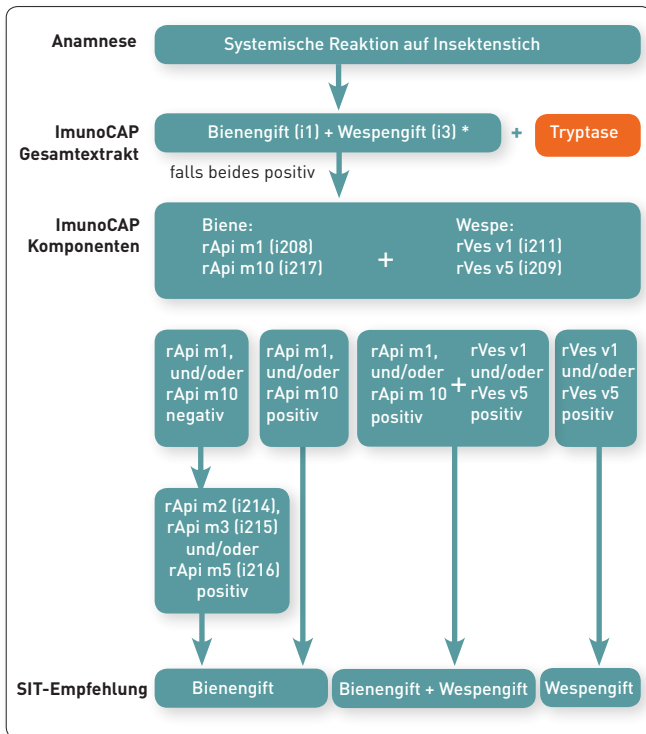 Anamnese
Systemische Reaktion auf Insektenstich
ImunoCAP
Gesamtextrakt
Bienengift (i1) + Wespengift (i3) *
+
Tryptase
falls beides positiv
ImunoCAP
Komponenten
Biene:
rApi m1 (i208)
rApi m10 (i217)
+
Wespe:
rVes v1 (i211)
rVes v5 (i209)
rApi m1,
und/oder
rApi m10
negativ
rApi m1,
und/oder
rApi m10
positiv
rApi m1,
und/oder
rApi m 10
positiv
+
rVes v1
und/oder
rVes v5
positiv
rVes v1
und/oder
rVes v5
positiv
rApi m2 (i214),
rApi m3 (i215)
und/oder
rApi m5 (i216)
positiv
SIT-Empfehlung
Bienengift
Bienengift + Wespengift
Wespengift